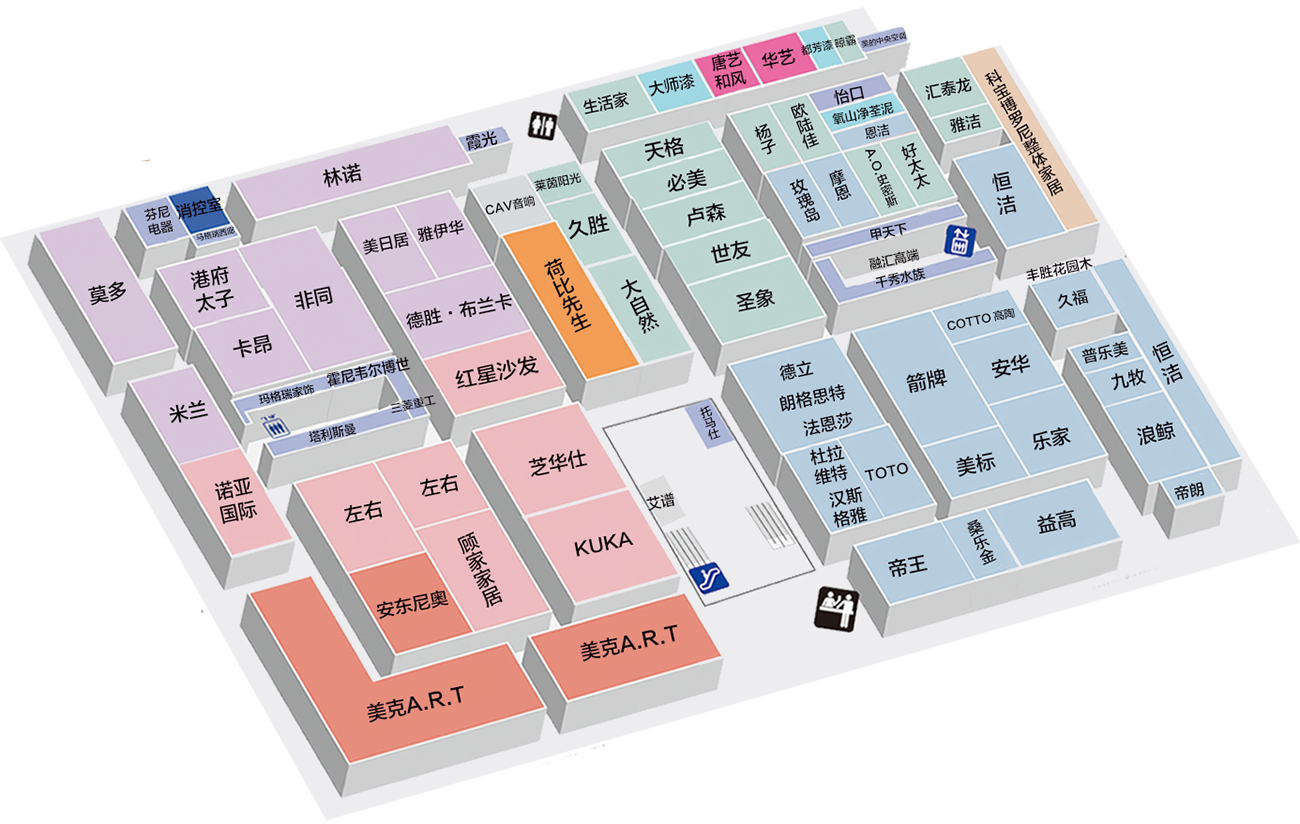 生活家
大师漆
唐艺
和风
华艺
都芳漆
晾霸
美的中央空调
霞光
林诺
芬尼
电器
消控室
马格瑞西廊
莫多
港府
太子
卡昂
非同
美日居
雅伊华
德胜·布兰卡
红星沙发
CAV音响
莱茵阳光
久胜
荷比先生
大自然
天格
必美
卢森
世友
圣象
杨子
欧陆佳
怡口
氧山净荃泥
恩洁
玫瑰岛
摩恩
A.O.史密斯
好太太
汇泰龙
雅洁
科宝博罗尼整体家居
恒洁
甲天下
融汇高端
千秀水族
丰胜花园木
久福
恒洁
普乐美
九牧
浪鲸
帝朗
COTTO高陶
箭牌
安华
乐家
美标
德立
朗格思特
法恩莎
杜拉
维特
汉斯
格雅
TOTO
帝王
桑乐金
益高
托马仕
艾谱
米兰
诺亚
国际
玛格瑞家饰
霍尼韦尔博世
三菱重工
塔利斯曼
左右
左右
安东尼奥
顾家家居
芝华仕
KUKA
美克A.R.T
美克A.R.T